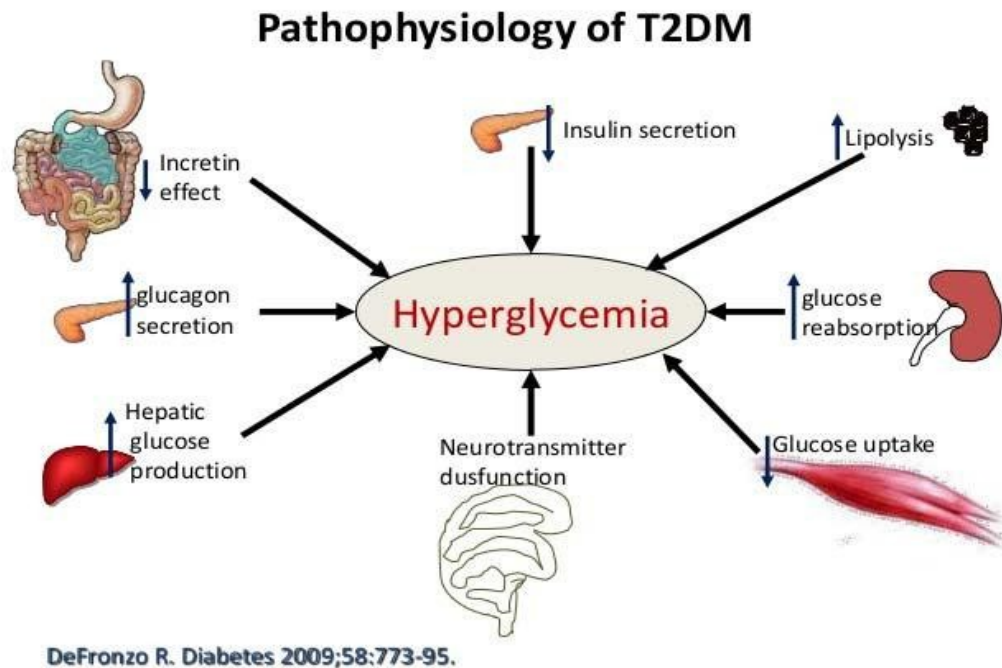 Pathophysiology of T2DM
Incretin
effect
Insulin secretion
Lipolysis
glucagon
secretion
Hyperglycemia
glucose
reabsorption
Hepatic
glucose
production
Neurotransmitter
dusfunction
Glucose uptake
DeFronzo R. Diabetes 2009;58:773-95.